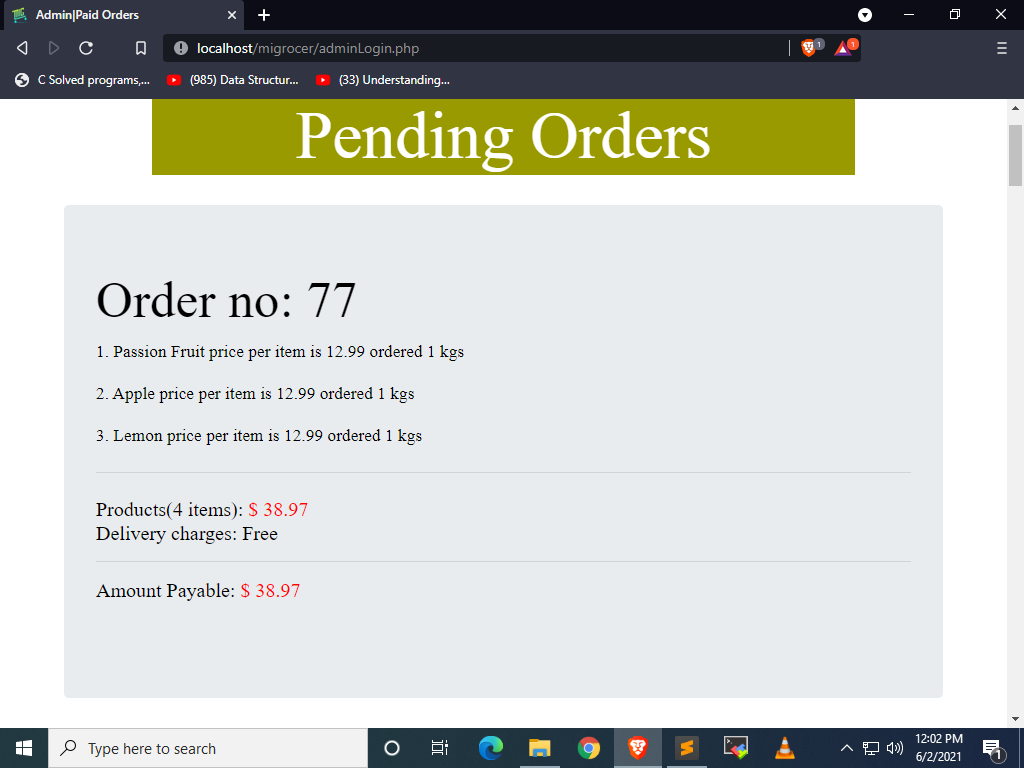 Admin|Paid Orders
localhost/migrocer/adminLogin.php
1
1
C Solved programs,...
(985) Data Structur...
(33) Understanding...
Pending Orders
Order no: 77
1. Passion Fruit price per item is 12.99 ordered 1 kgs
2. Apple price per item is 12.99 ordered 1 kgs
3. Lemon price per item is 12.99 ordered 1 kgs
Products(4 items): $ 38.97
Delivery charges: Free
Amount Payable: $ 38.97
Type here to search
12:02 PM
6/2/2021
1